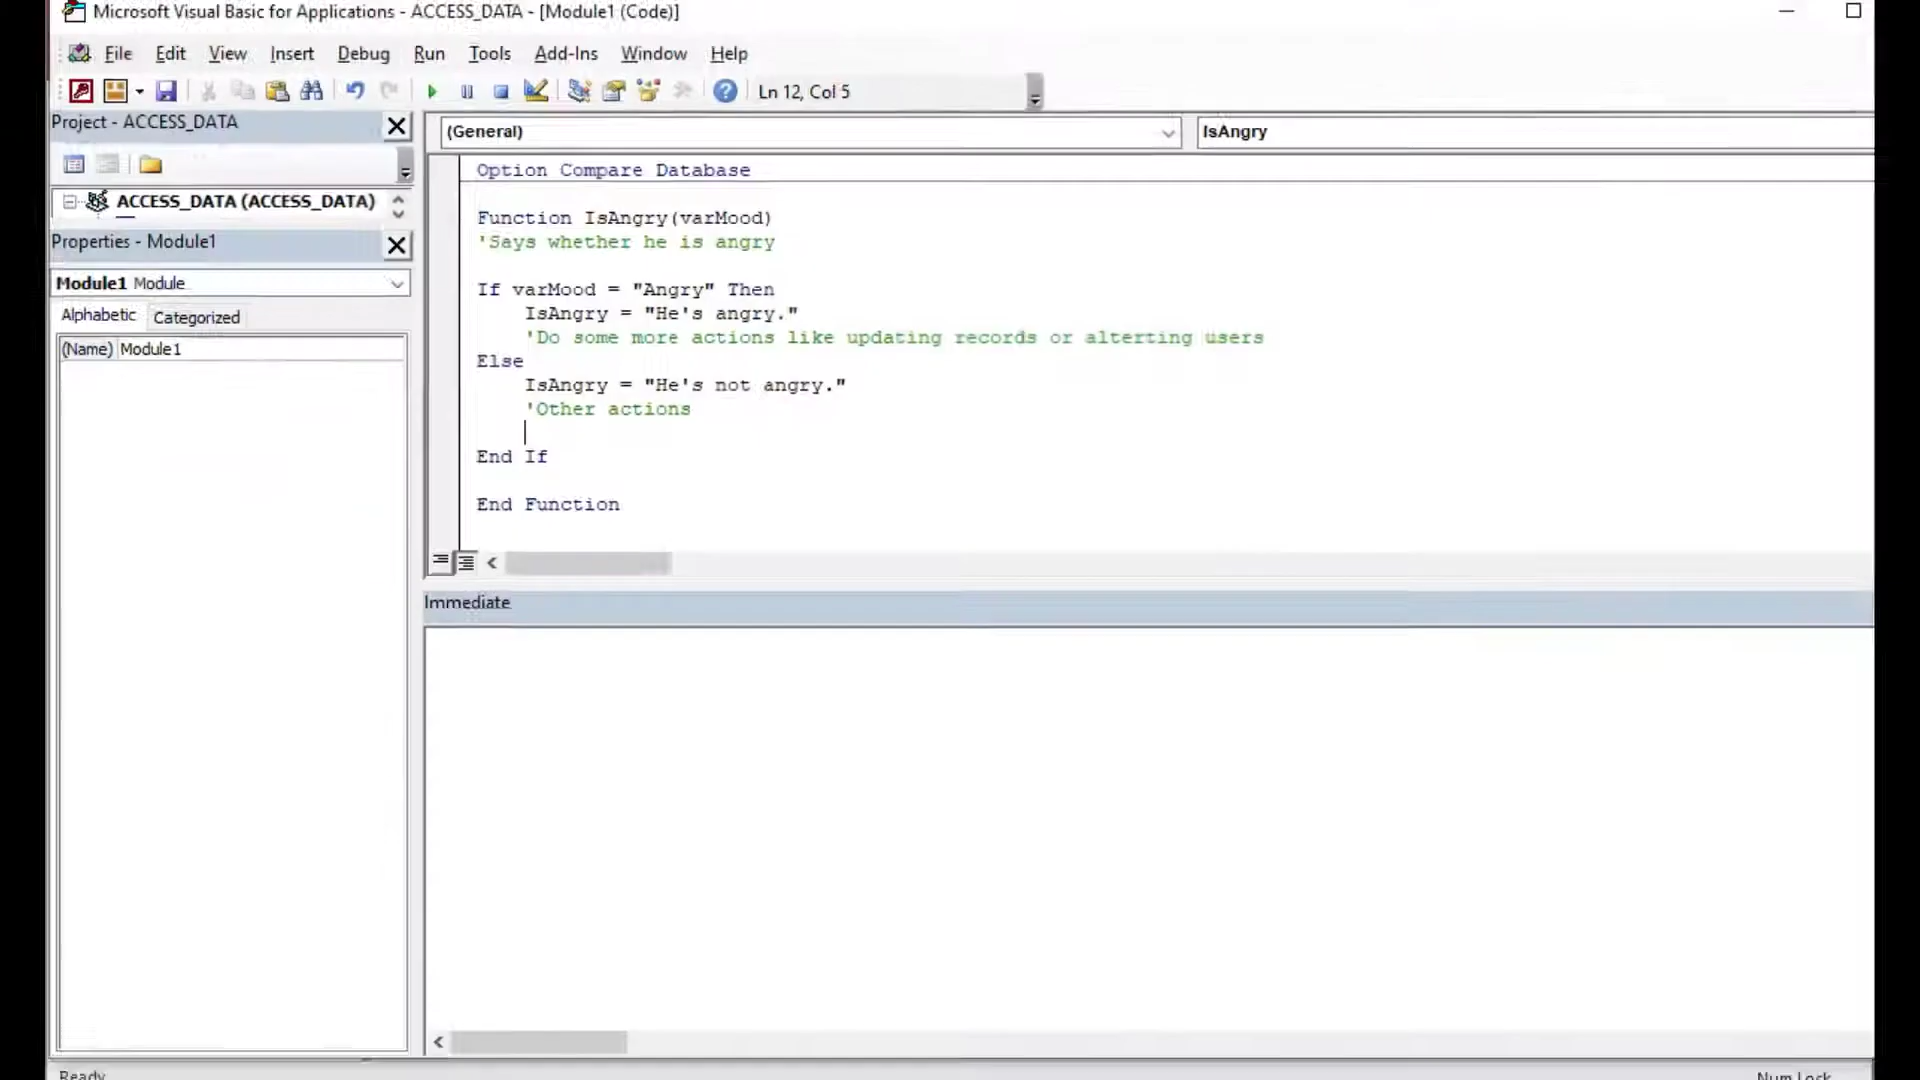 Microsoft Visual Basic for Applications - ACCESS_DATA - [Module1 (Code)]
File Edit View Insert Debug Run Tools Add-Ins Window Help
Ln 12, Col 5
Project - ACCESS_DATA
ACCESS_DATA (ACCESS_DATA)
Properties - Module1
Module1 Module
Alphabetic Categorized
(Name) Module1
(General) IsAngry
Option Compare Database
Function IsAngry(varMood)
'Says whether he is angry
If varMood = "Angry" Then
IsAngry = "He's angry."
'Do some more actions like updating records or alterting users
Else
IsAngry = "He's not angry."
'Other actions
End If
End Function
Immediate
Ready
Num Lock